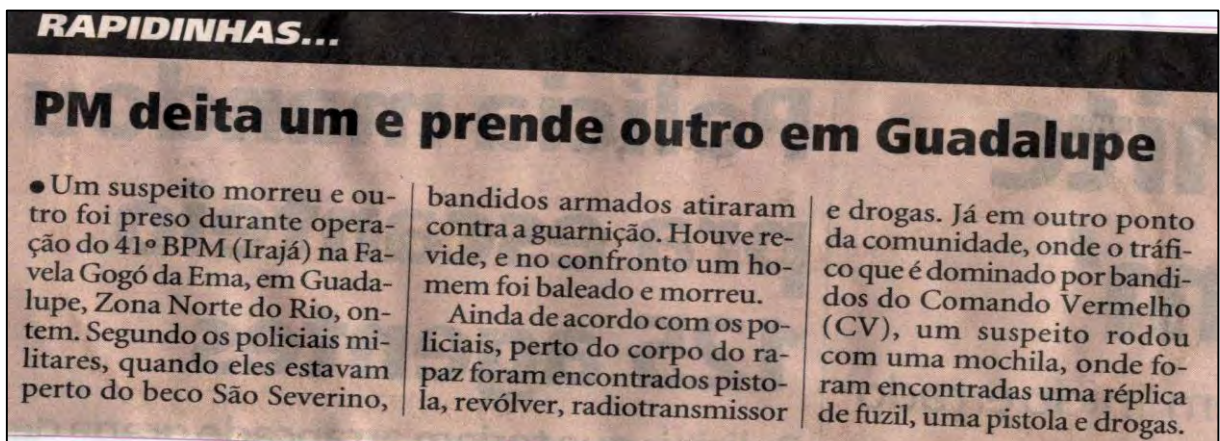 RAPIDINHAS...
PM deita um e prende outro em Guadalupe
● Um suspeito morreu e ou-
tro foi preso durante opera-
ção do 41º BPM (Irajá) na Fa-
vela Gogó da Ema, em Guada-
lupe, Zona Norte do Rio, on-
tem. Segundo os policiais mi-
litares, quando eles estavam
perto do beco São Severino,
bandidos armados atiraram
contra a guarnição. Houve re-
vide, e no confronto um ho-
mem foi baleado e morreu.
Ainda de acordo com os po-
liciais, perto do corpo do ra-
paz foram encontrados pisto-
la, revólver, radiotransmissor
e drogas. Já em outro ponto
da comunidade, onde o tráfi-
co que é dominado por bandi-
dos do Comando Vermelho
(CV), um suspeito rodou
com uma mochila, onde fo-
ram encontradas uma réplica
de fuzil, uma pistola e drogas.